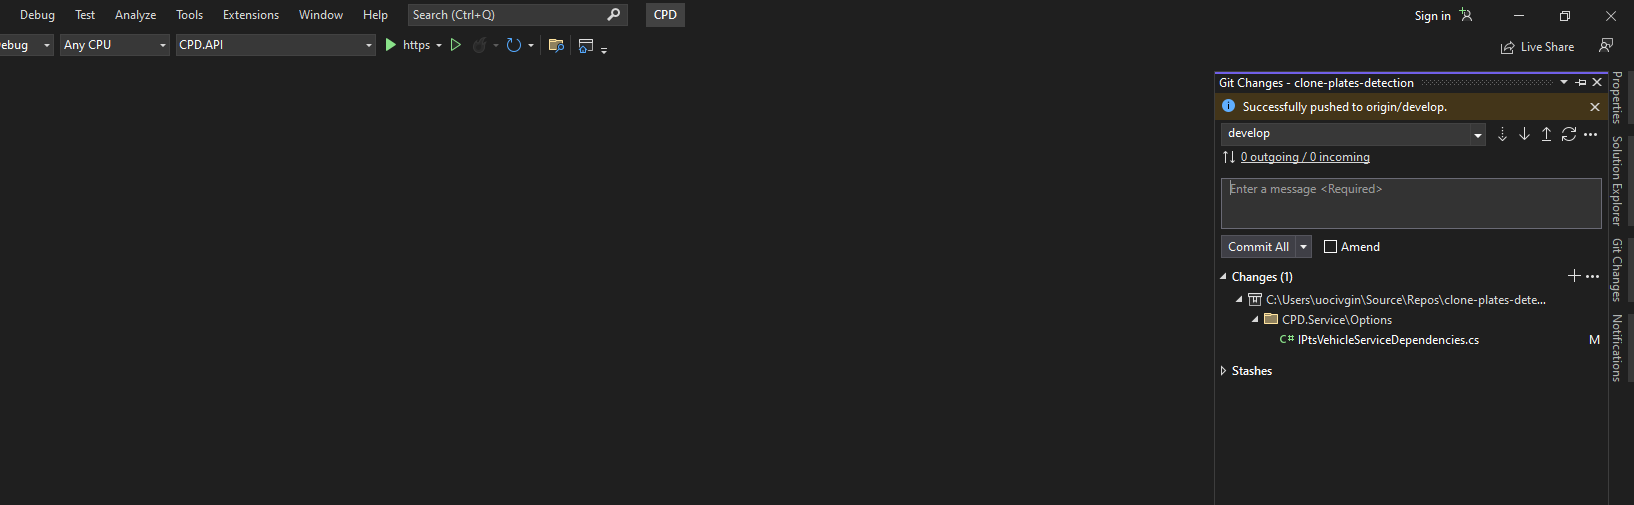 Debug Test Analyze Tools Extensions Window Help Search (Ctrl+Q) CPD Sign in
ebug Any CPU CPD.API https Live Share
Git Changes - clone-plates-detection
Successfully pushed to origin/develop.
develop
0 outgoing / 0 incoming
Enter a message <Required>
Commit All Amend
Changes (1)
C:\Users\uocivgin\Source\Repos\clone-plates-dete...
CPD.Service\Options
C# IPtsVehicleServiceDependencies.cs M
Stashes
Properties
Solution Explorer
Git Changes
Notifications